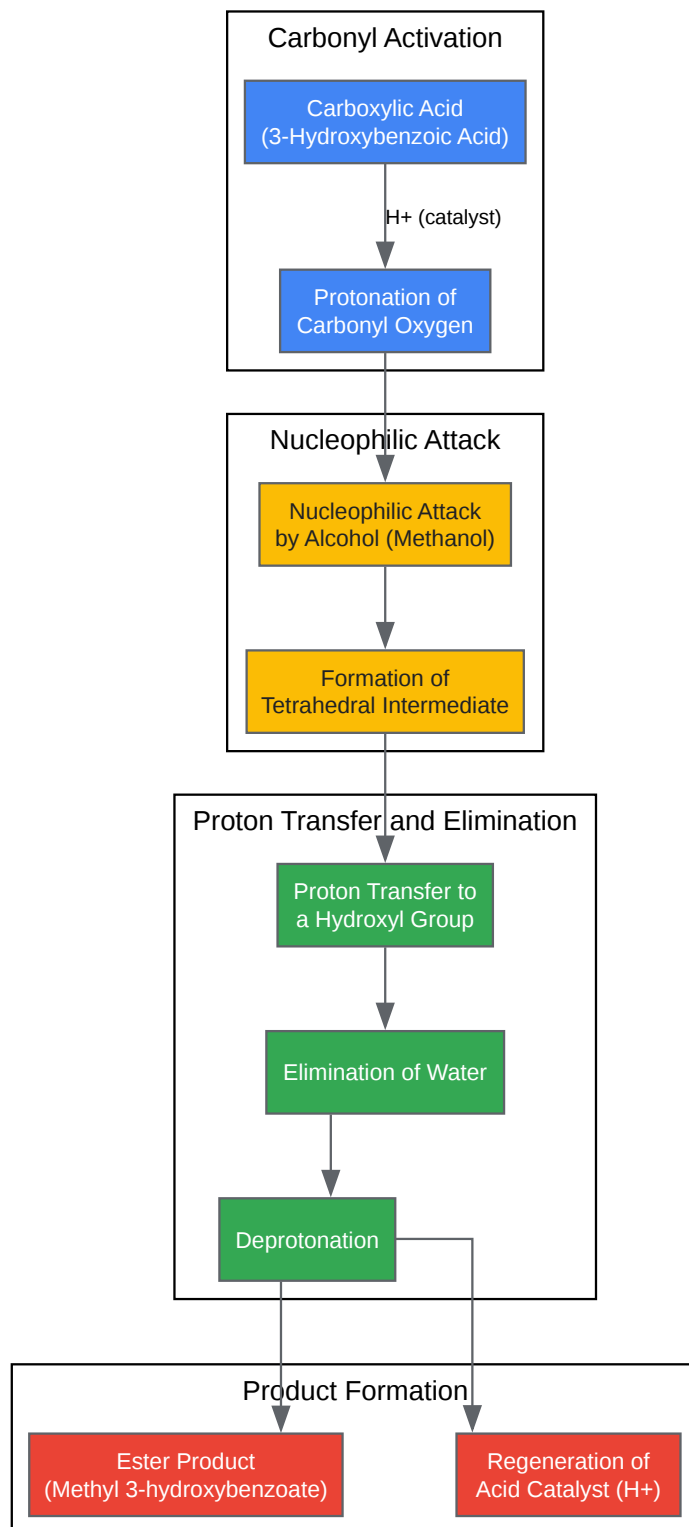 Carbonyl Activation
Carboxylic Acid
(3-Hydroxybenzoic Acid)
H+ (catalyst)
Protonation of
Carbonyl Oxygen
Nucleophilic Attack
Nucleophilic Attack
by Alcohol (Methanol)
Formation of
Tetrahedral Intermediate
Proton Transfer and Elimination
Proton Transfer to
a Hydroxyl Group
Elimination of Water
Deprotonation
Product Formation
Ester Product
(Methyl 3-hydroxybenzoate)
Regeneration of
Acid Catalyst (H+)